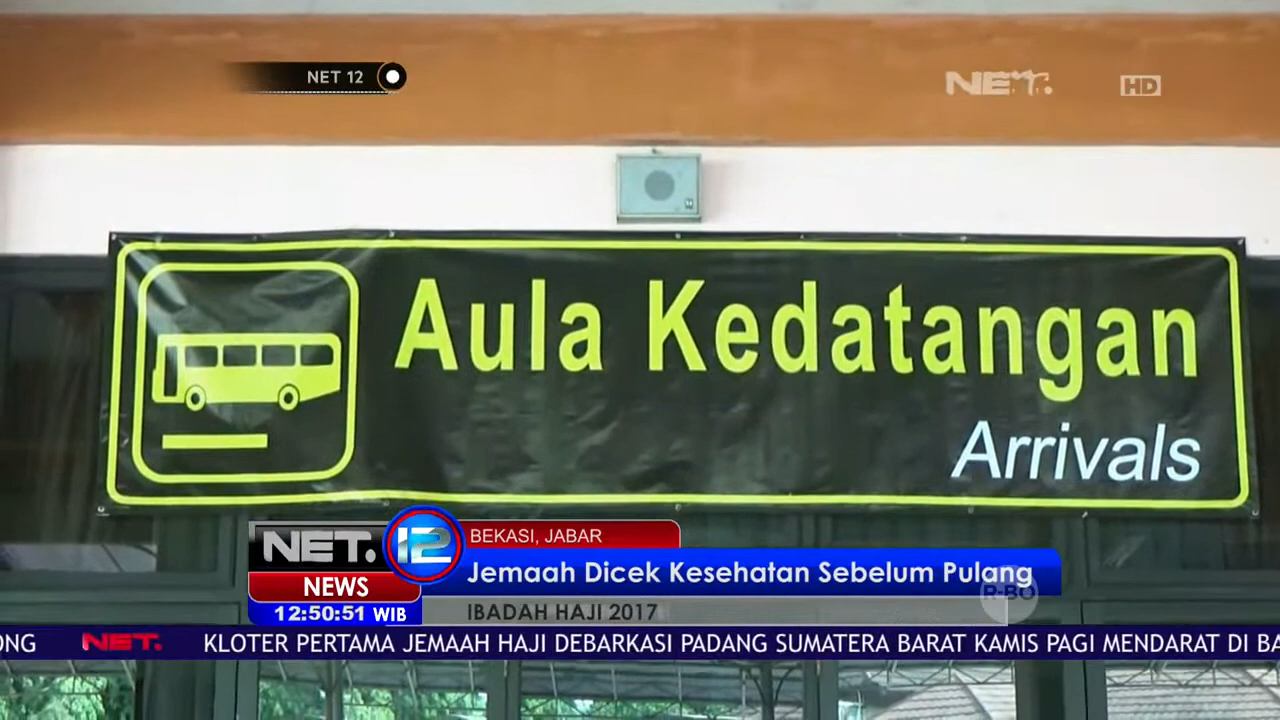 NET 12
NET.
HD
Aula Kedatangan
Arrivals
NET. 12
BEKASI, JABAR
NEWS
Jemaah Dicek Kesehatan Sebelum Pulang
R-BO
12:50:51 WIB
IBADAH HAJI 2017
ONG NET. KLOTER PERTAMA JEMAAH HAJI DEBARKASI PADANG SUMATERA BARAT KAMIS PAGI MENDARAT DI BA